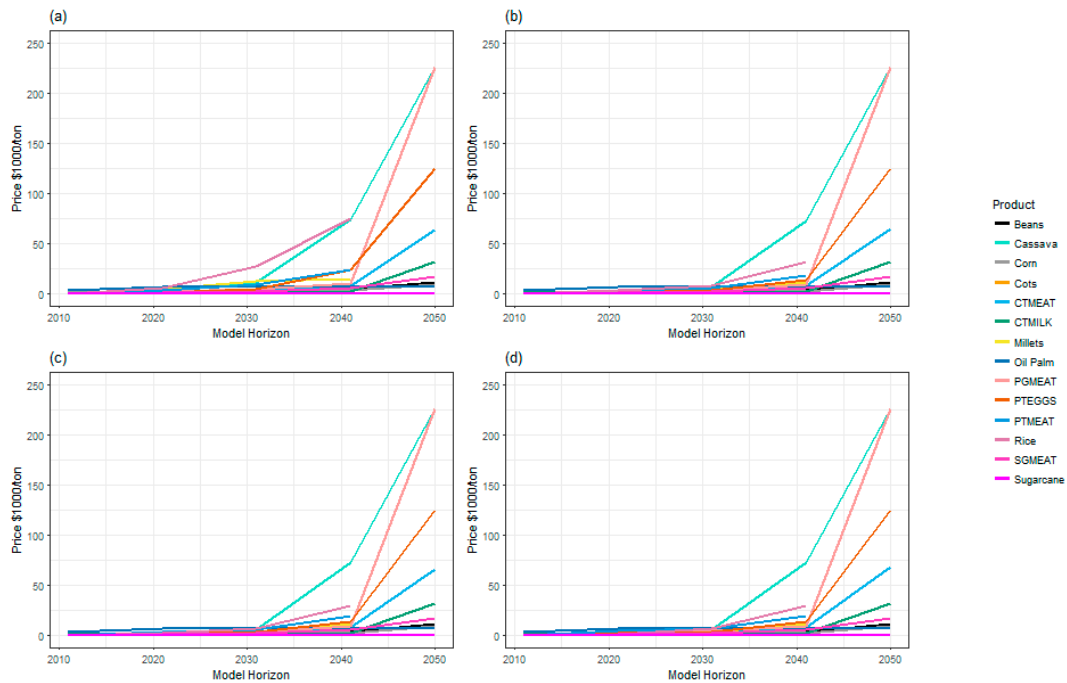 (a)
250
200
150
100
50
0
Price $1000/ton
2010
2020
2030
2040
2050
Model Horizon
(b)
250
200
150
100
50
0
Price $1000/ton
2010
2020
2030
2040
2050
Model Horizon
(c)
250
200
150
100
50
0
Price $1000/ton
2010
2020
2030
2040
2050
Model Horizon
(d)
250
200
150
100
50
0
Price $1000/ton
2010
2020
2030
2040
2050
Model Horizon
Product
Beans
Cassava
Corn
Cots
CTMEAT
CTMILK
Millets
Oil Palm
PGMEAT
PTEGGS
PTMEAT
Rice
SGMEAT
Sugarcane